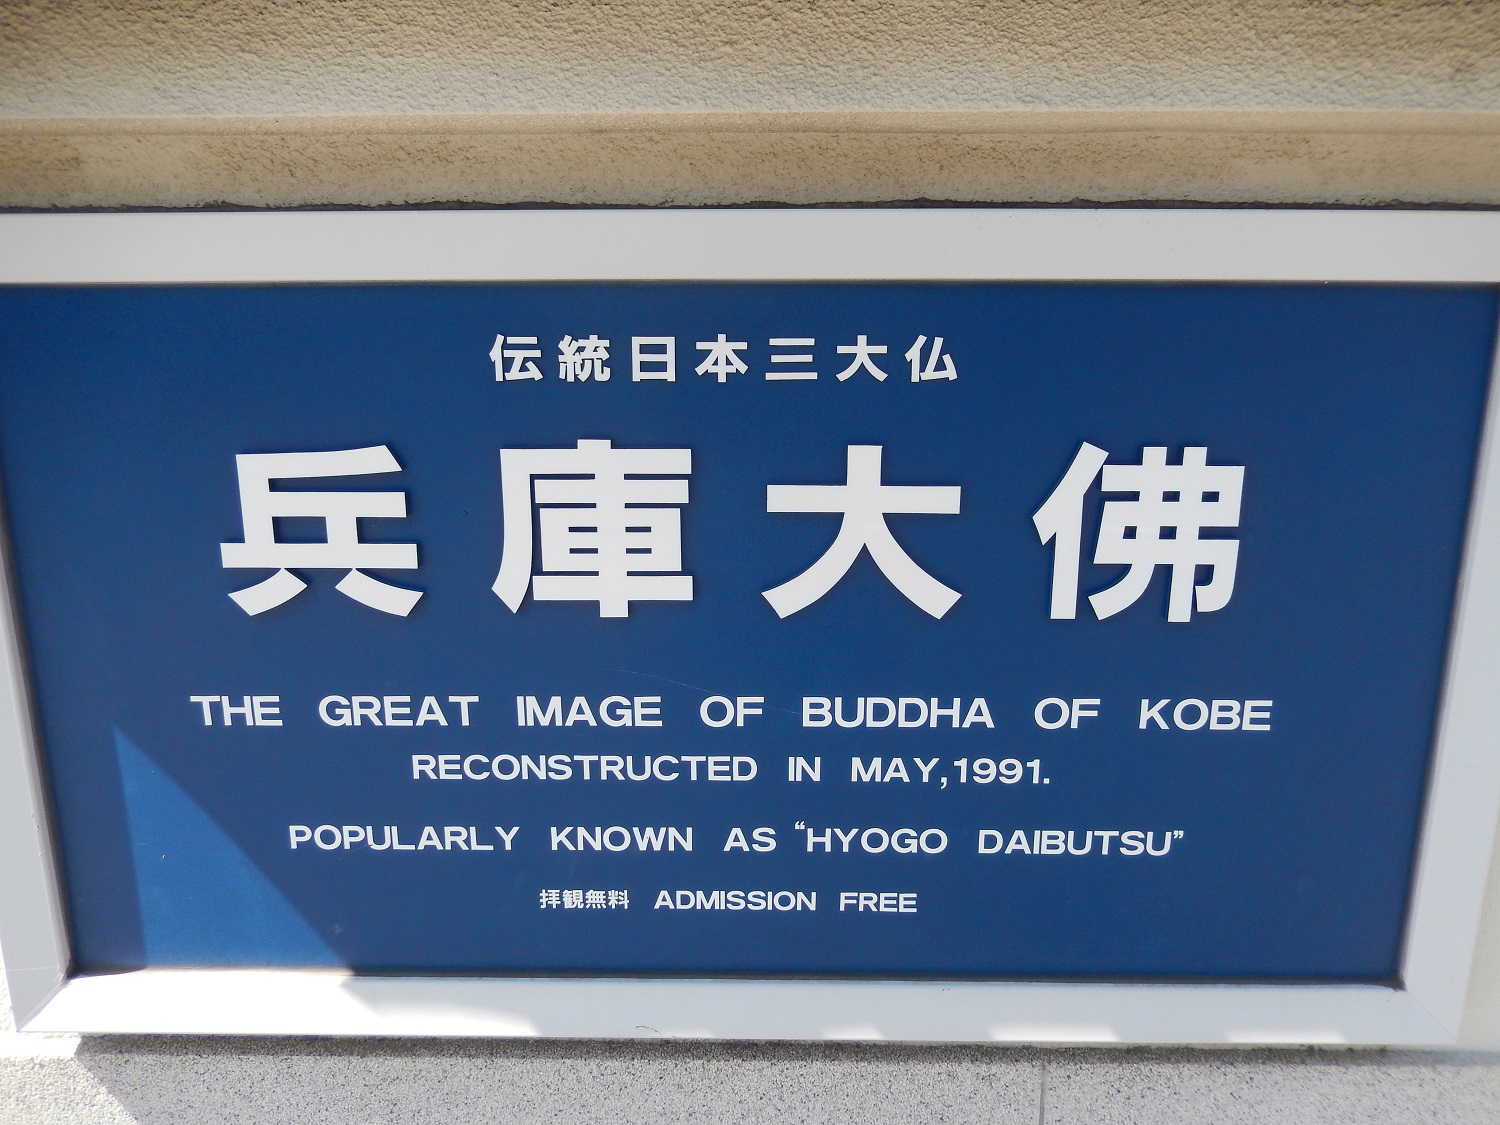 伝統日本三大仏
兵庫大佛
THE GREAT IMAGE OF BUDDHA OF KOBE
RECONSTRUCTED IN MAY,1991.
POPULARLY KNOWN AS “HYOGO DAIBUTSU”
拝観無料 ADMISSION FREE